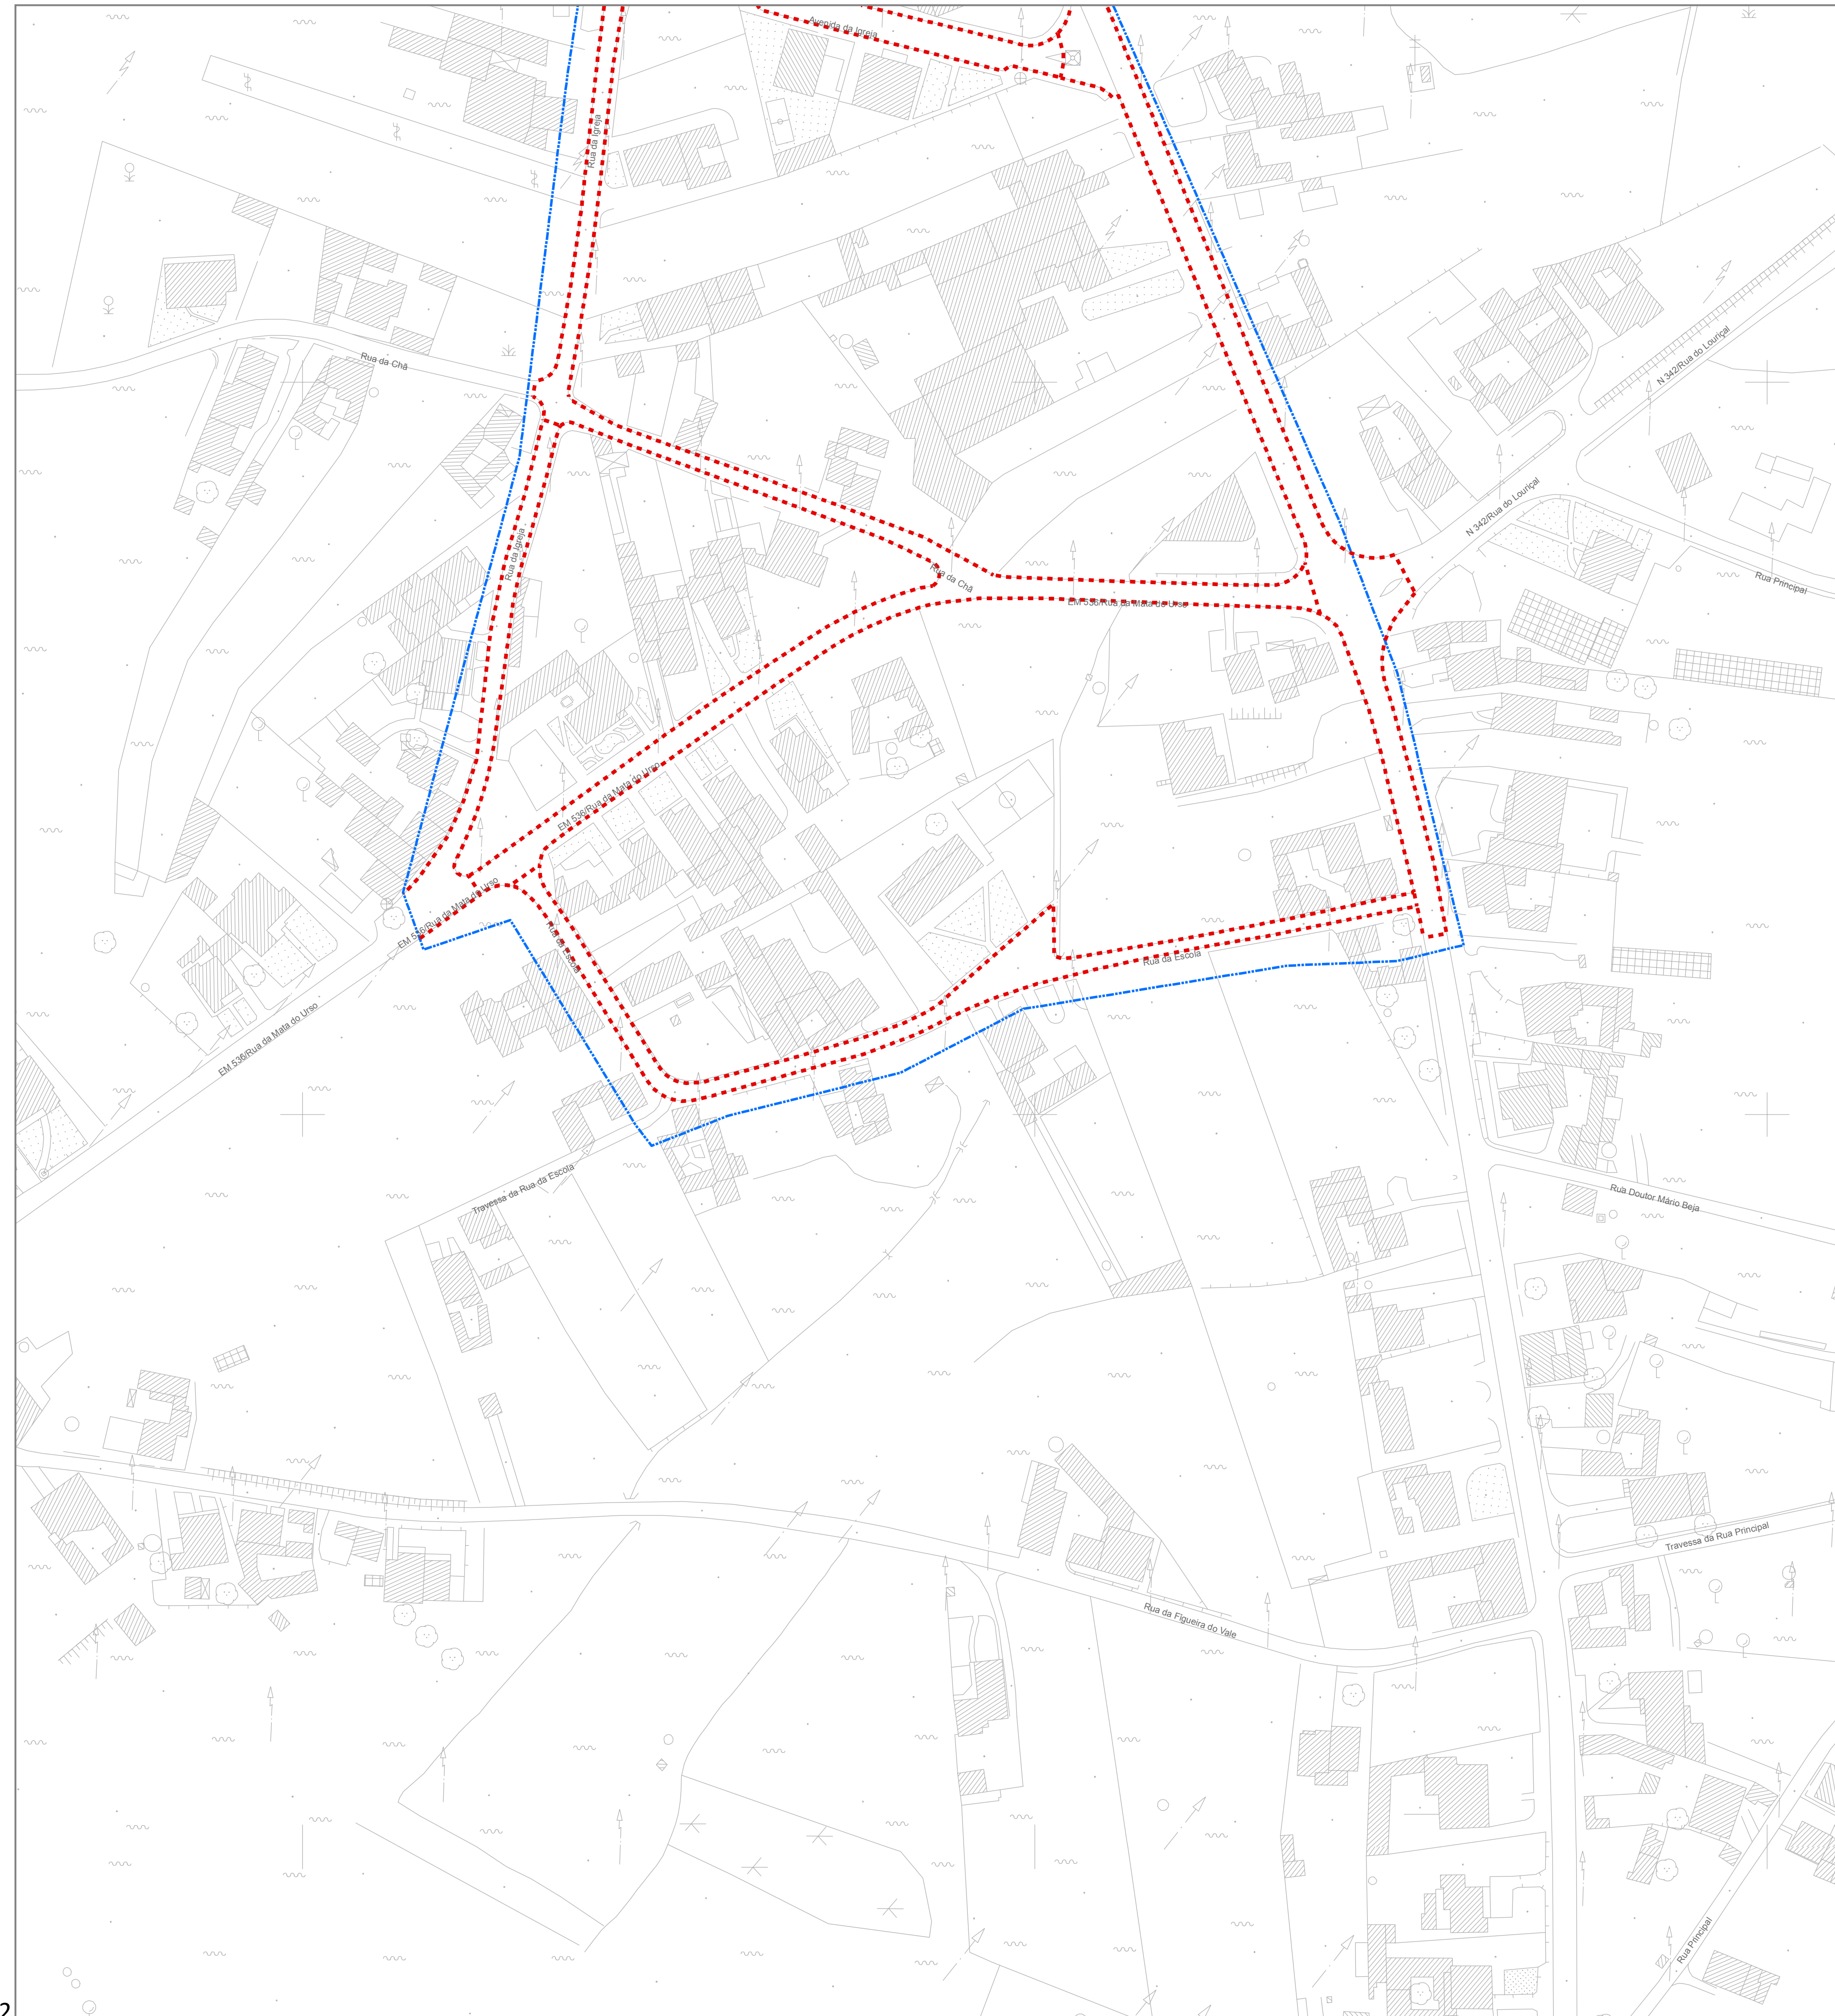 Avenida da Igreja
Rua da Igreja
N 342/Rua do Louriçal
Rua da Chã
N 342/Rua do Louriçal
Rua da Igreja
Rua da Chã
Rua Principal
EM 536/Rua da Mata do Urso
EM 536/Rua da Mata do Urso
EM 536/Rua da Mata do Urso
Rua da Escola
Rua da Escola
EM 536/Rua da Mata do Urso
Travessa da Rua da Escola
Rua Doutor Mário Beja
Travessa da Rua Principal
Rua da Figueira do Vale
Rua Principal
2